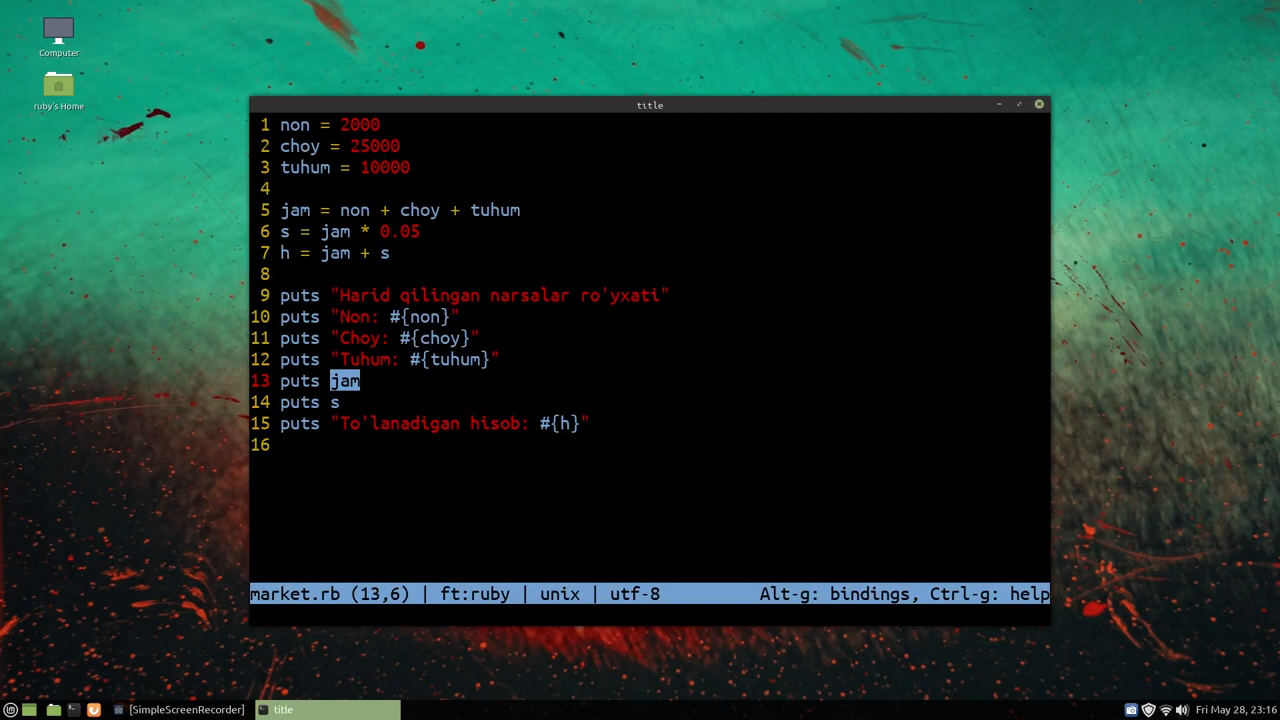 Computer
ruby's Home
title
1 non = 2000
2 choy = 25000
3 tuhum = 10000
4
5 jam = non + choy + tuhum
6 s = jam * 0.05
7 h = jam + s
8
9 puts "Harid qilingan narsalar ro'yxati"
10 puts "Non: #{non}"
11 puts "Choy: #{choy}"
12 puts "Tuhum: #{tuhum}"
13 puts jam
14 puts s
15 puts "To'lanadigan hisob: #{h}"
16
market.rb (13,6) | ft:ruby | unix | utf-8 Alt-g: bindings, Ctrl-g: help
[SimpleScreenRecorder] title Fri May 28, 23:16